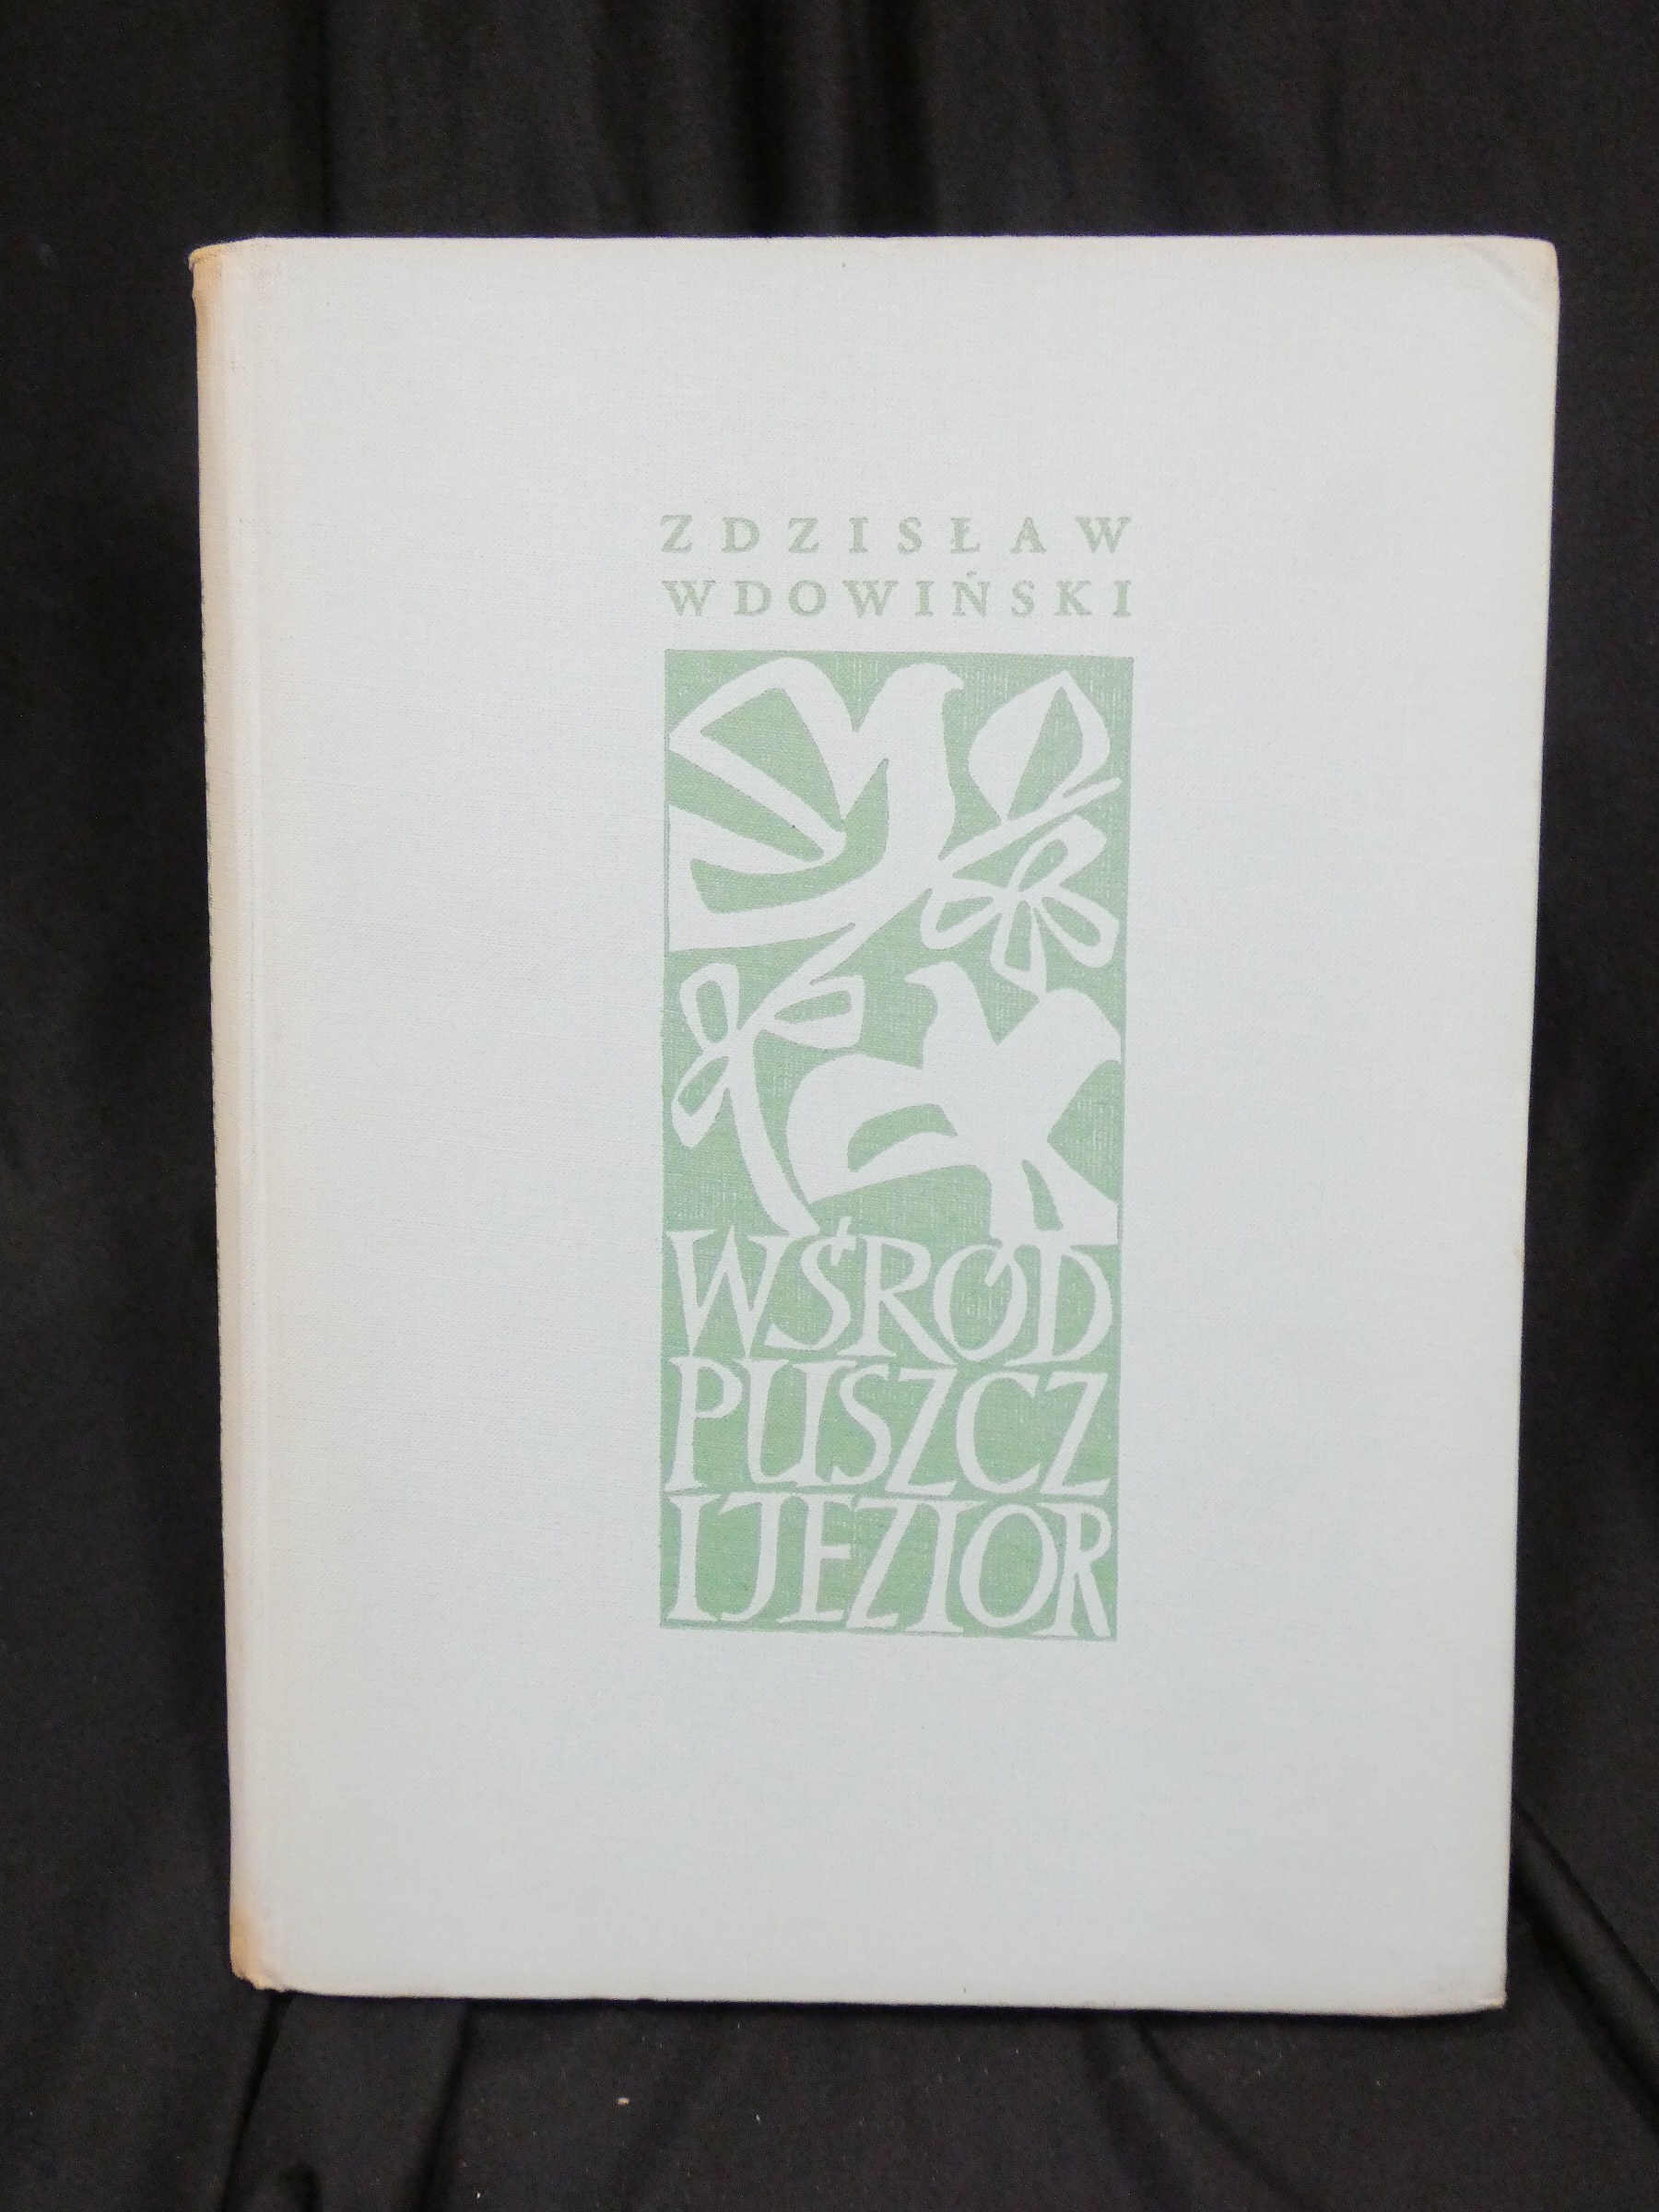 ZDZISŁAW
WDOWIŃSKI
WŚRÓD
PUSZCZ
I JEZIOR